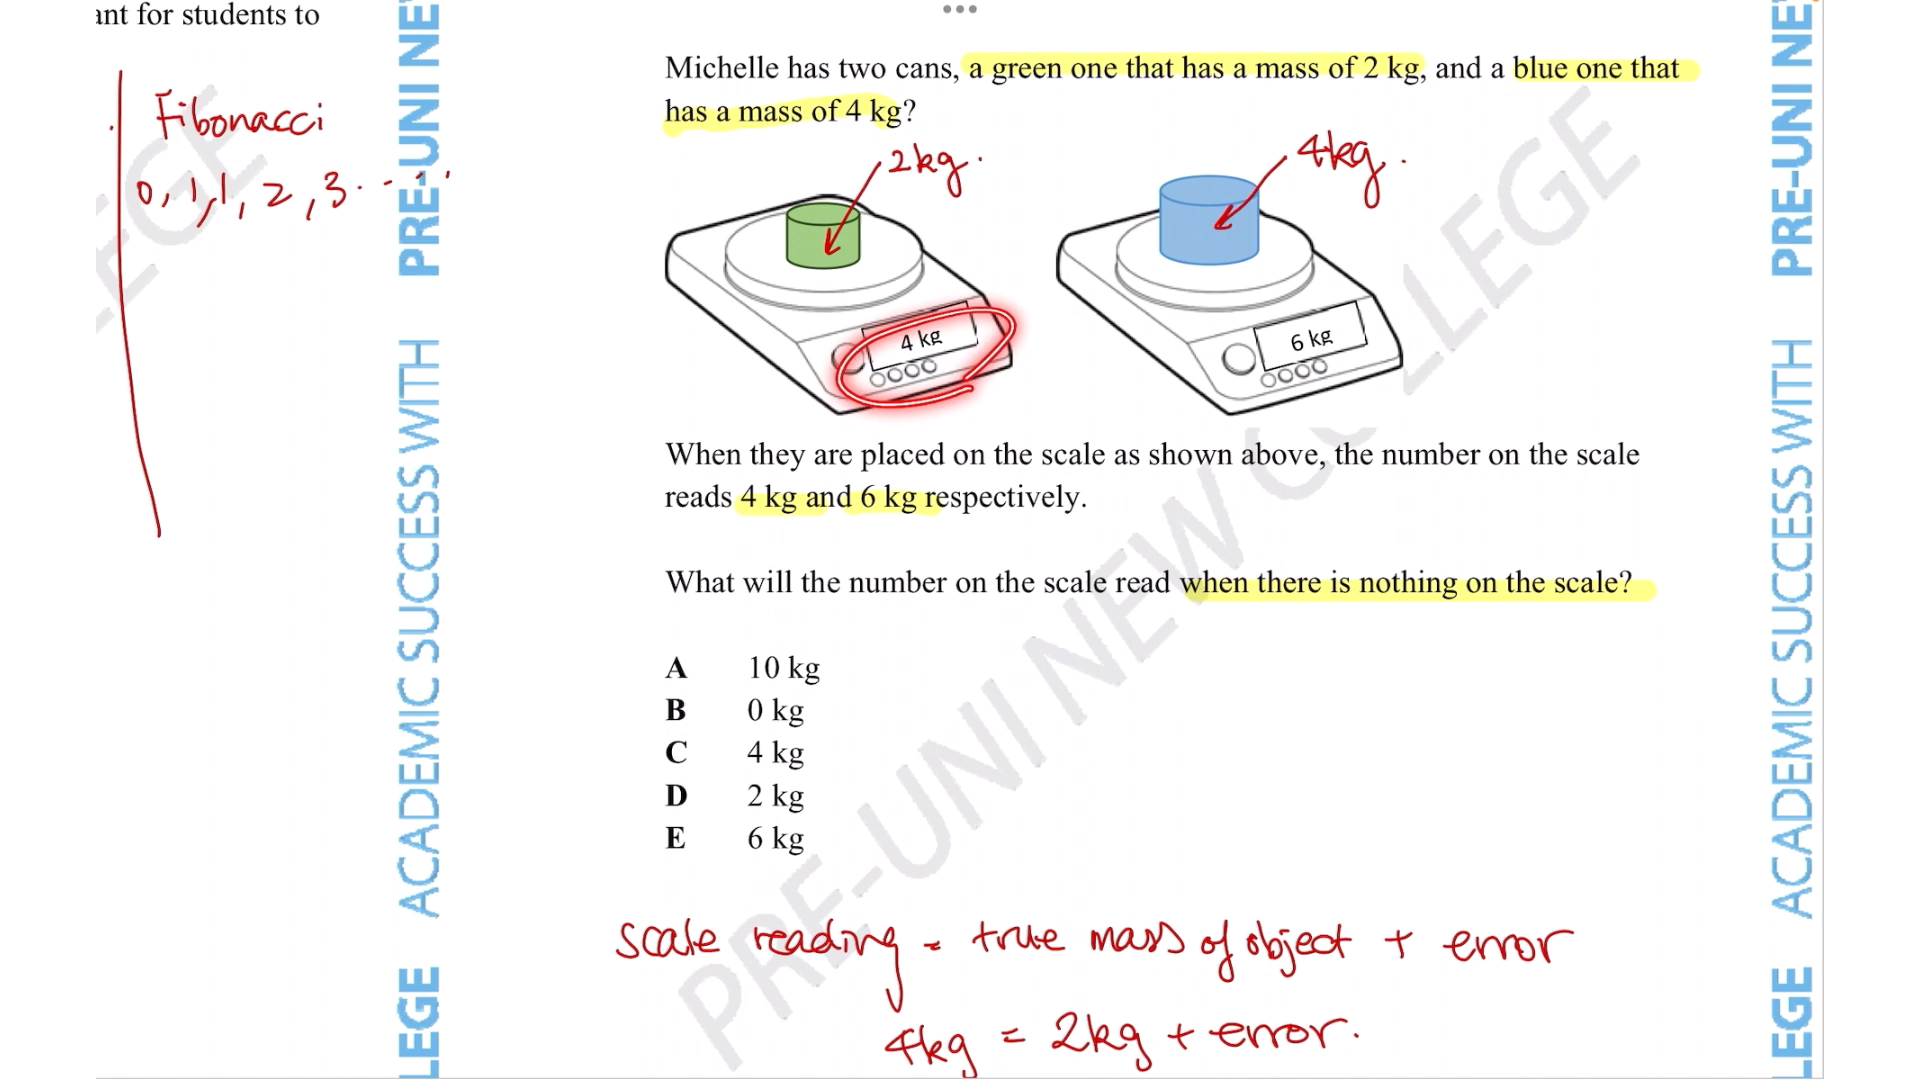 ant for students to
Fibonacci
0, 1, 1, 2, 3.....
PRE-UNI NE
ACADEMIC SUCCESS WITH
LEGE
Michelle has two cans, a green one that has a mass of 2 kg, and a blue one that
has a mass of 4 kg?
2kg.
4kg.
4 kg
6 kg
When they are placed on the scale as shown above, the number on the scale
reads 4 kg and 6 kg respectively.
What will the number on the scale read when there is nothing on the scale?
A 10 kg
B 0 kg
C 4 kg
D 2 kg
E 6 kg
scale reading = true mass of object + error
4kg = 2kg + error.
PRE-UNI NEW COLLEGE
EGE
PRE-UNI NE
ACADEMIC SUCCESS WITH
LEGE